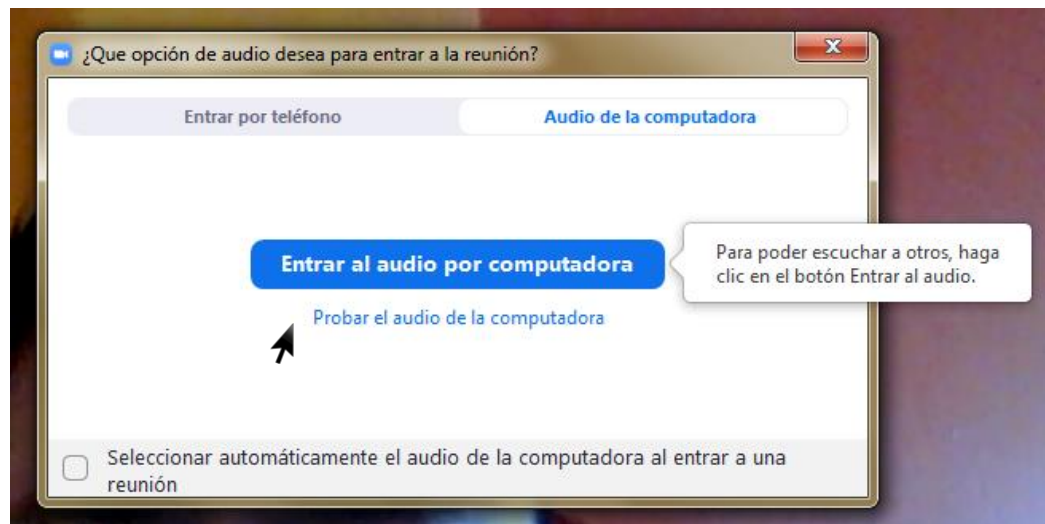 ¿Que opción de audio desea para entrar a la reunión?
Entrar por teléfono
Audio de la computadora
Entrar al audio por computadora
Para poder escuchar a otros, haga
clic en el botón Entrar al audio.
Probar el audio de la computadora
Seleccionar automáticamente el audio de la computadora al entrar a una
reunión